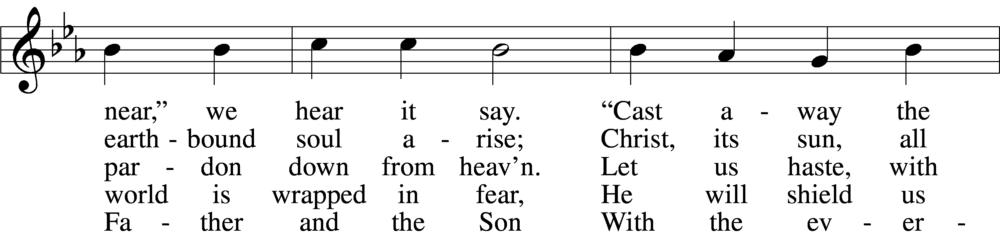 near,” we hear it say. “Cast a - way the
earth - bound soul a - rise; Christ, its sun, all
par - don down from heav’n. Let us haste, with
world is wrapped in fear, He will shield us
Fa - ther and the Son With the ev - er -